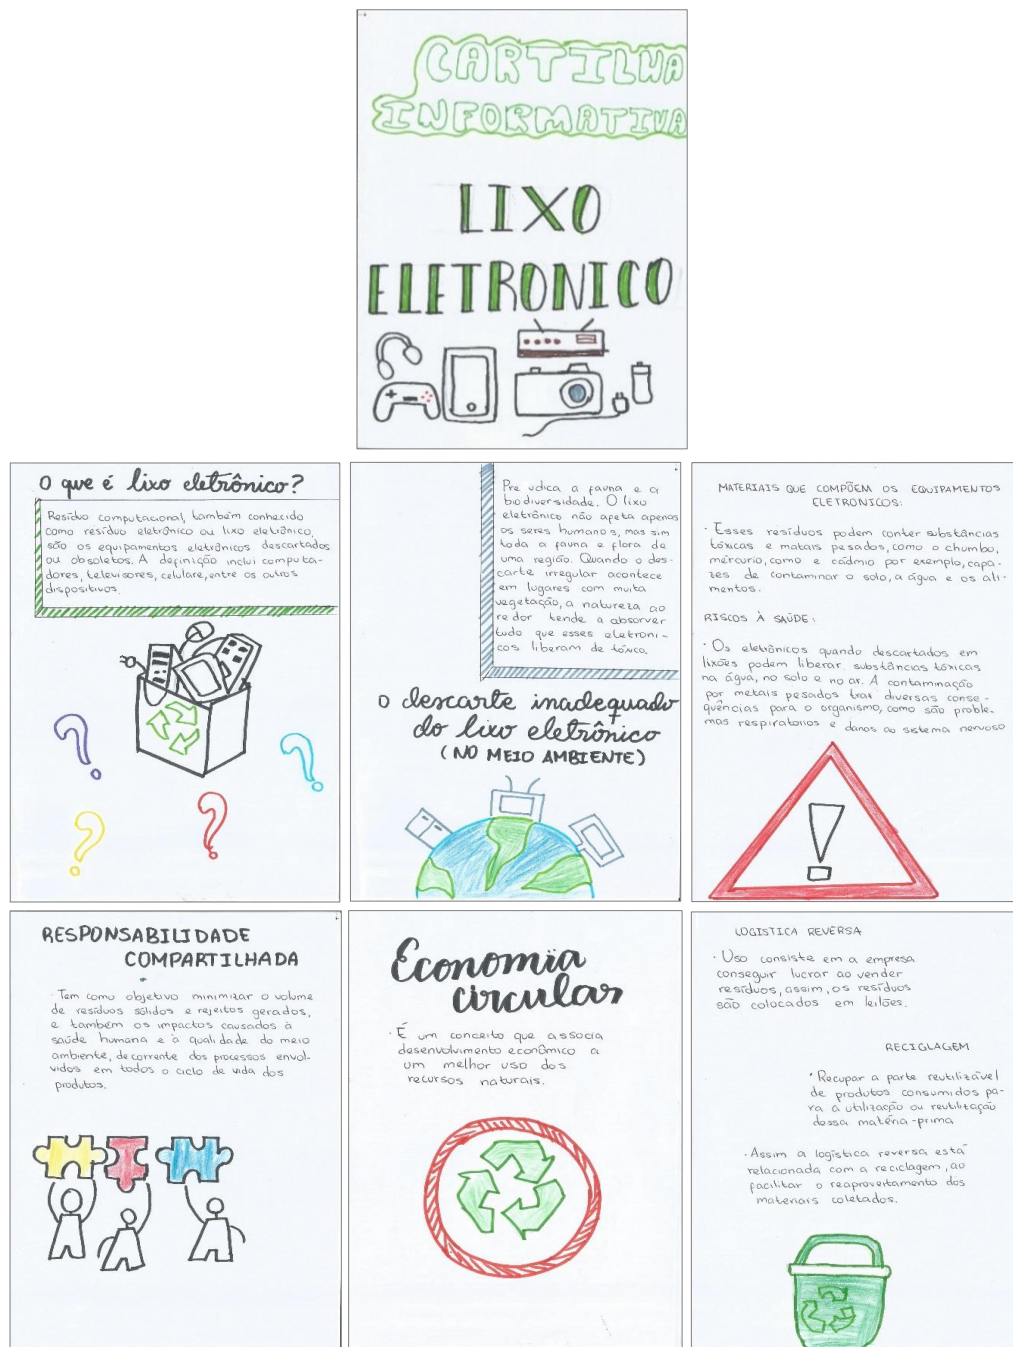 CARTILHA
INFORMATIVA
LIXO
ELETRONICO
O que é lixo eletrônico?
Resíduo computacional, também conhecido
como resíduo eletrônico ou lixo eletrônico,
são os equipamentos eletrônicos descartados
ou obsoletos. A definição inclui computa-
dores, televisores, celulare, entre os outros
dispositivos.
Pre udica a fauna e a
biodiversidade. O lixo
eletrônico não afeta apenas
os seres humanos, mas sim
toda a fauna e flora de
uma região. Quando o des-
carte irregular acontece
em lugares com muita
vegetação, a natureza ao
redor tende a absorver
tudo que esses eletroni-
cos liberam de tóxico.
O descarte inadequado
do lixo eletrônico
(NO MEIO AMBIENTE)
MATERIAIS QUE COMPÕEM OS EQUIPAMENTOS
ELETRONICOS:
· Esses resíduos podem conter substâncias
tóxicas e matais pesados, como o chumbo,
mercúrio, como e cádmio por exemplo, capa-
zes de contaminar o solo, a água e os ali-
mentos.
RISCOS À SAÚDE:
· Os eletrônicos quando descartados em
lixões podem liberar substâncias tóxicas
na água, no solo e no ar. A contaminação
por metais pesados traz diversas conse-
quências para o organismo, como são proble-
mas respiratorios e danos ao sistema nervoso
RESPONSABILIDADE
COMPARTILHADA
· Tem como objetivo minimizar o volume
de resíduos sólidos e rejeitos gerados,
e também os impactos causados à
saúde humana e à qualidade do meio
ambiente, decorrente dos processos envol-
vidos em todos o ciclo de vida dos
produtos.
Economia
circular
· É um conceito que associa
desenvolvimento econômico a
um melhor uso dos
recursos naturais.
LOGISTICA REVERSA
· Uso consiste em a empresa
conseguir lucrar ao vender
resíduos, assim, os resíduos
são colocados em leilões.
RECICLAGEM
· Recupar a parte reutilizável
de produtos consumidos pa-
ra a utilização ou reutilização
dessa matéria-prima
· Assim a logística reversa está
relacionada com a reciclagem, ao
facilitar o reaproveitamento dos
materiais coletados.